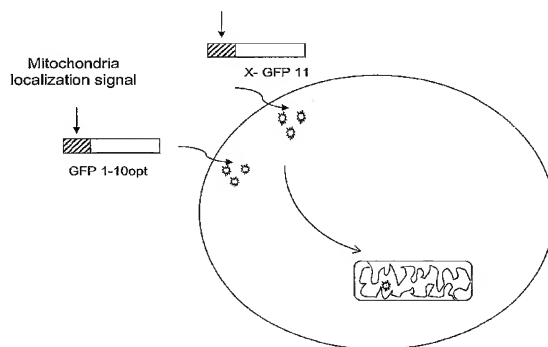 X- GFP 11
Mitochondria
localization signal
GFP 1-10opt